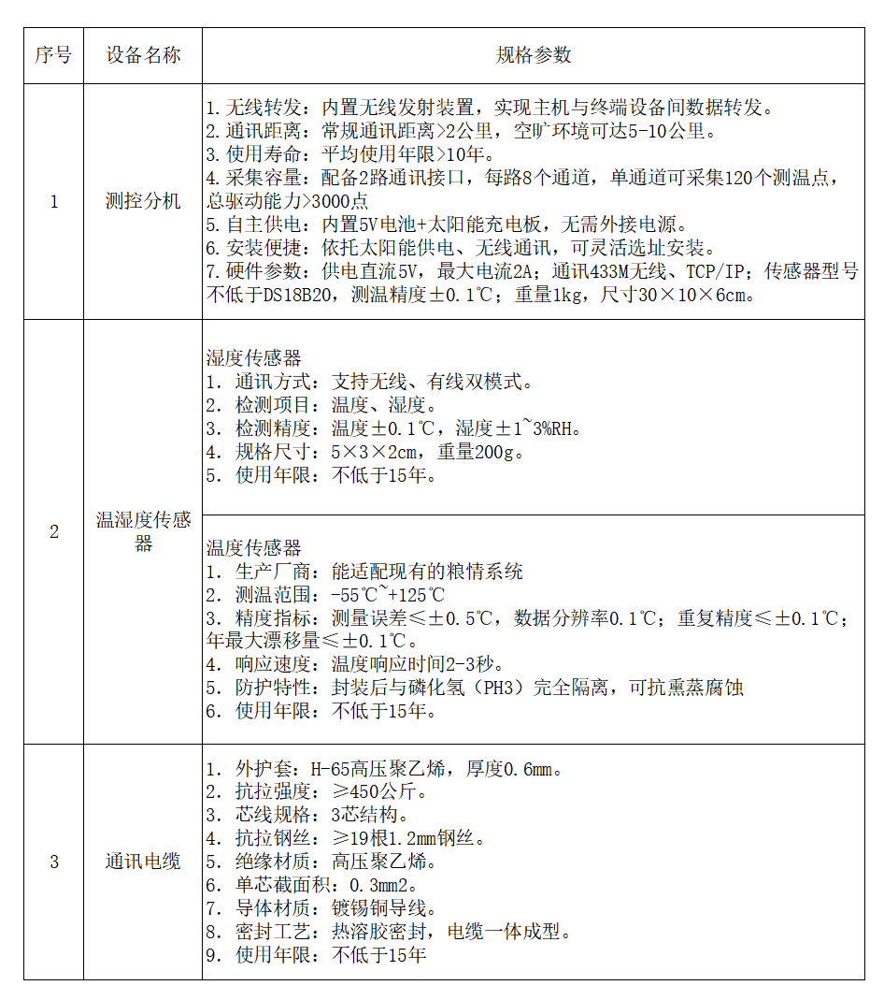 序号 设备名称 规格参数
1 测控分机
1.无线转发：内置无线发射装置，实现主机与终端设备间数据转发。
2.通讯距离：常规通讯距离>2公里，空旷环境可达5-10公里。
3.使用寿命：平均使用年限>10年。
4.采集容量：配备2路通讯接口，每路8个通道，单通道可采集120个测温点，
总驱动能力>3000点
5.自主供电：内置5V电池+太阳能充电板，无需外接电源。
6.安装便捷：依托太阳能供电、无线通讯，可灵活选址安装。
7.硬件参数：供电直流5V，最大电流2A；通讯433M无线、TCP/IP；传感器型号
不低于DS18B20，测温精度±0.1℃；重量1kg，尺寸30×10×6cm。
2 温湿度传感
器
湿度传感器
1. 通讯方式：支持无线、有线双模式。
2. 检测项目：温度、湿度。
3. 检测精度：温度±0.1℃，湿度±1~3%RH。
4. 规格尺寸：5×3×2cm，重量200g。
5. 使用年限：不低于15年。
温度传感器
1. 生产厂商：能适配现有的粮情系统
2. 测温范围：-55℃~+125℃
3. 精度指标：测量误差≤±0.5℃，数据分辨率0.1℃；重复精度≤±0.1℃；
年最大漂移量≤±0.1℃。
4. 响应速度：温度响应时间2-3秒。
5. 防护特性：封装后与磷化氢（PH3）完全隔离，可抗熏蒸腐蚀
6. 使用年限：不低于15年。
3 通讯电缆
1. 外护套：H-65高压聚乙烯，厚度0.6mm。
2. 抗拉强度：≥450公斤。
3. 芯线规格：3芯结构。
4. 抗拉钢丝：≥19根1.2mm钢丝。
5. 绝缘材质：高压聚乙烯。
6. 单芯截面积：0.3mm2。
7. 导体材质：镀锡铜导线。
8. 密封工艺：热溶胶密封，电缆一体成型。
9. 使用年限：不低于15年